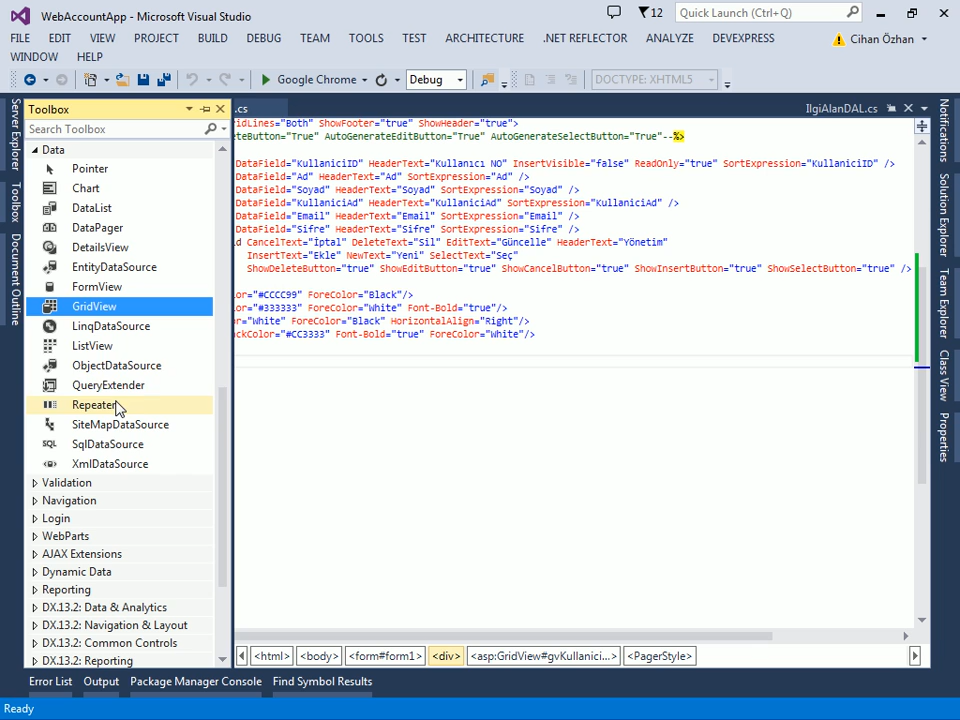 WebAccountApp - Microsoft Visual Studio
12
Quick Launch (Ctrl+Q)
FILE EDIT VIEW PROJECT BUILD DEBUG TEAM TOOLS TEST ARCHITECTURE .NET REFLECTOR ANALYZE DEVEXPRESS
Cihan Özhan
WINDOW HELP
Google Chrome
Debug
DOCTYPE: XHTML5
Server Explorer
Toolbox
Document Outline
Toolbox
Search Toolbox
Data
Pointer
Chart
DataList
DataPager
DetailsView
EntityDataSource
FormView
GridView
LinqDataSource
ListView
ObjectDataSource
QueryExtender
Repeater
SiteMapDataSource
SQL SqlDataSource
XmlDataSource
Validation
Navigation
Login
WebParts
AJAX Extensions
Dynamic Data
Reporting
DX.13.2: Data & Analytics
DX.13.2: Navigation & Layout
DX.13.2: Common Controls
DX.13.2: Reporting
.cs
IlgiAlanDAL.cs
ridLines="Both" ShowFooter="true" ShowHeader="true">
teButton="True" AutoGenerateEditButton="True" AutoGenerateSelectButton="True"--%>
DataField="KullaniciID" HeaderText="Kullanıcı NO" InsertVisible="false" ReadOnly="true" SortExpression="KullaniciID" />
DataField="Ad" HeaderText="Ad" SortExpression="Ad" />
DataField="Soyad" HeaderText="Soyad" SortExpression="Soyad" />
DataField="KullaniciAd" HeaderText="KullaniciAd" SortExpression="KullaniciAd" />
DataField="Email" HeaderText="Email" SortExpression="Email" />
DataField="Sifre" HeaderText="Sifre" SortExpression="Sifre" />
ld CancelText="İptal" DeleteText="Sil" EditText="Güncelle" HeaderText="Yönetim"
InsertText="Ekle" NewText="Yeni" SelectText="Seç"
ShowDeleteButton="true" ShowEditButton="true" ShowCancelButton="true" ShowInsertButton="true" ShowSelectButton="true" />
or="#CCCC99" ForeColor="Black"/>
or="#333333" ForeColor="White" Font-Bold="true"/>
or="White" ForeColor="Black" HorizontalAlign="Right"/>
ckColor="#CC3333" Font-Bold="true" ForeColor="White"/>
<html> <body> <form#form1> <div> <asp:GridView#gvKullanici...> <PagerStyle>
Notifications
Solution Explorer
Team Explorer
Class View
Properties
Error List Output Package Manager Console Find Symbol Results
Ready